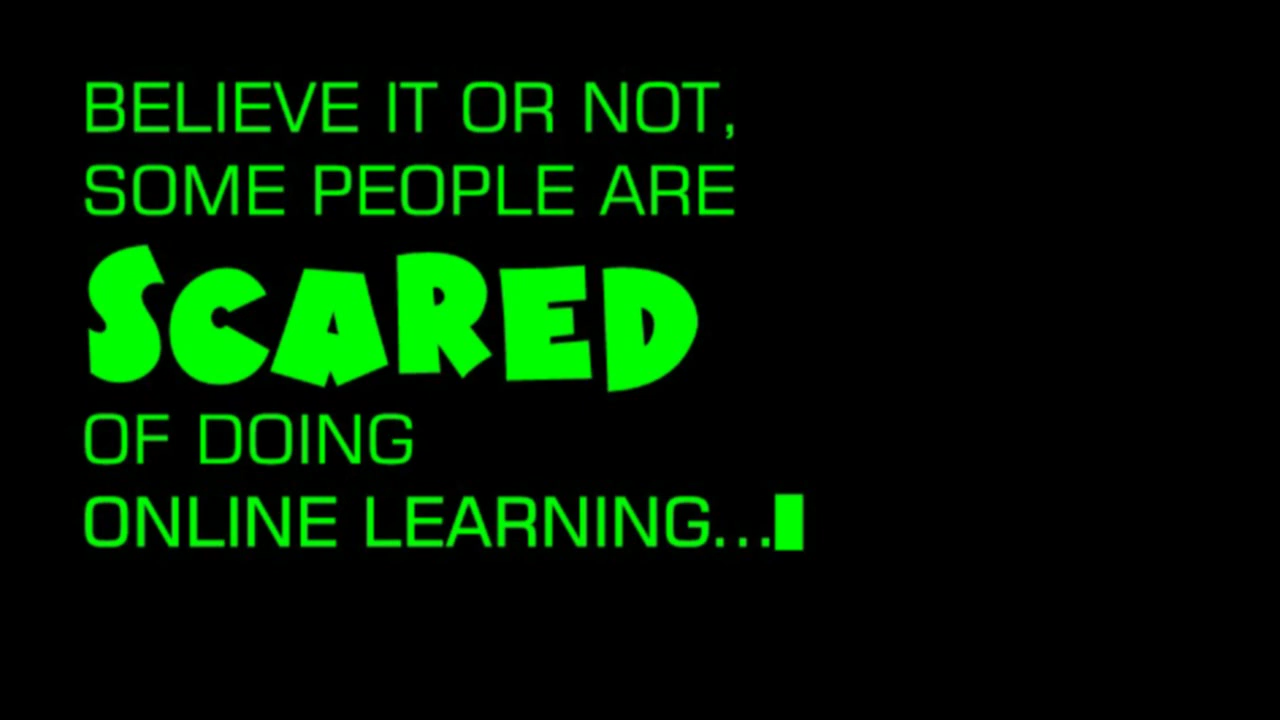 BELIEVE IT OR NOT,
SOME PEOPLE ARE
SCARED
OF DOING
ONLINE LEARNING...